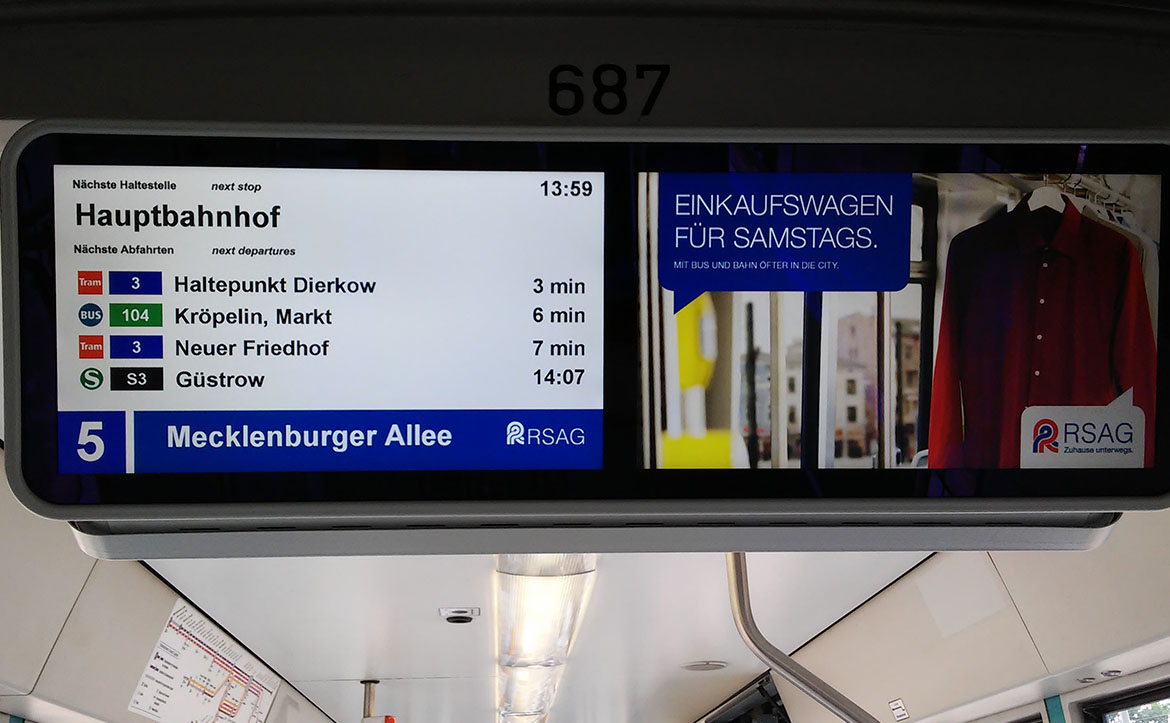 687
Nächste Haltestelle next stop 13:59
Hauptbahnhof
Nächste Abfahrten next departures
Tram 3 Haltepunkt Dierkow 3 min
BUS 104 Kröpelin, Markt 6 min
Tram 3 Neuer Friedhof 7 min
S S3 Güstrow 14:07
5 Mecklenburger Allee RSAG
EINKAUFSWAGEN
FÜR SAMSTAGS.
MIT BUS UND BAHN ÖFTER IN DIE CITY.
RSAG
Zuhause unterwegs.